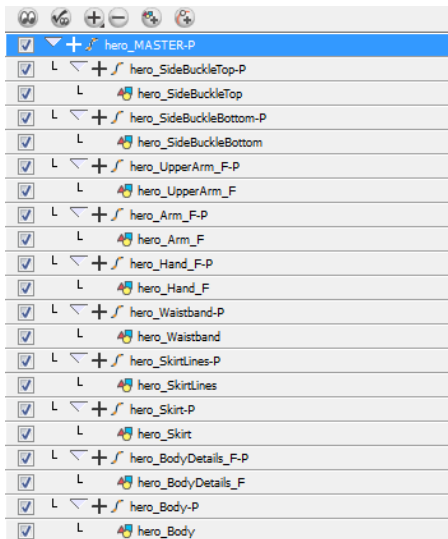 hero_MASTER-P
hero_SideBuckleTop-P
hero_SideBuckleTop
hero_SideBuckleBottom-P
hero_SideBuckleBottom
hero_UpperArm_F-P
hero_UpperArm_F
hero_Arm_F-P
hero_Arm_F
hero_Hand_F-P
hero_Hand_F
hero_Waistband-P
hero_Waistband
hero_SkirtLines-P
hero_SkirtLines
hero_Skirt-P
hero_Skirt
hero_BodyDetails_F-P
hero_BodyDetails_F
hero_Body-P
hero_Body